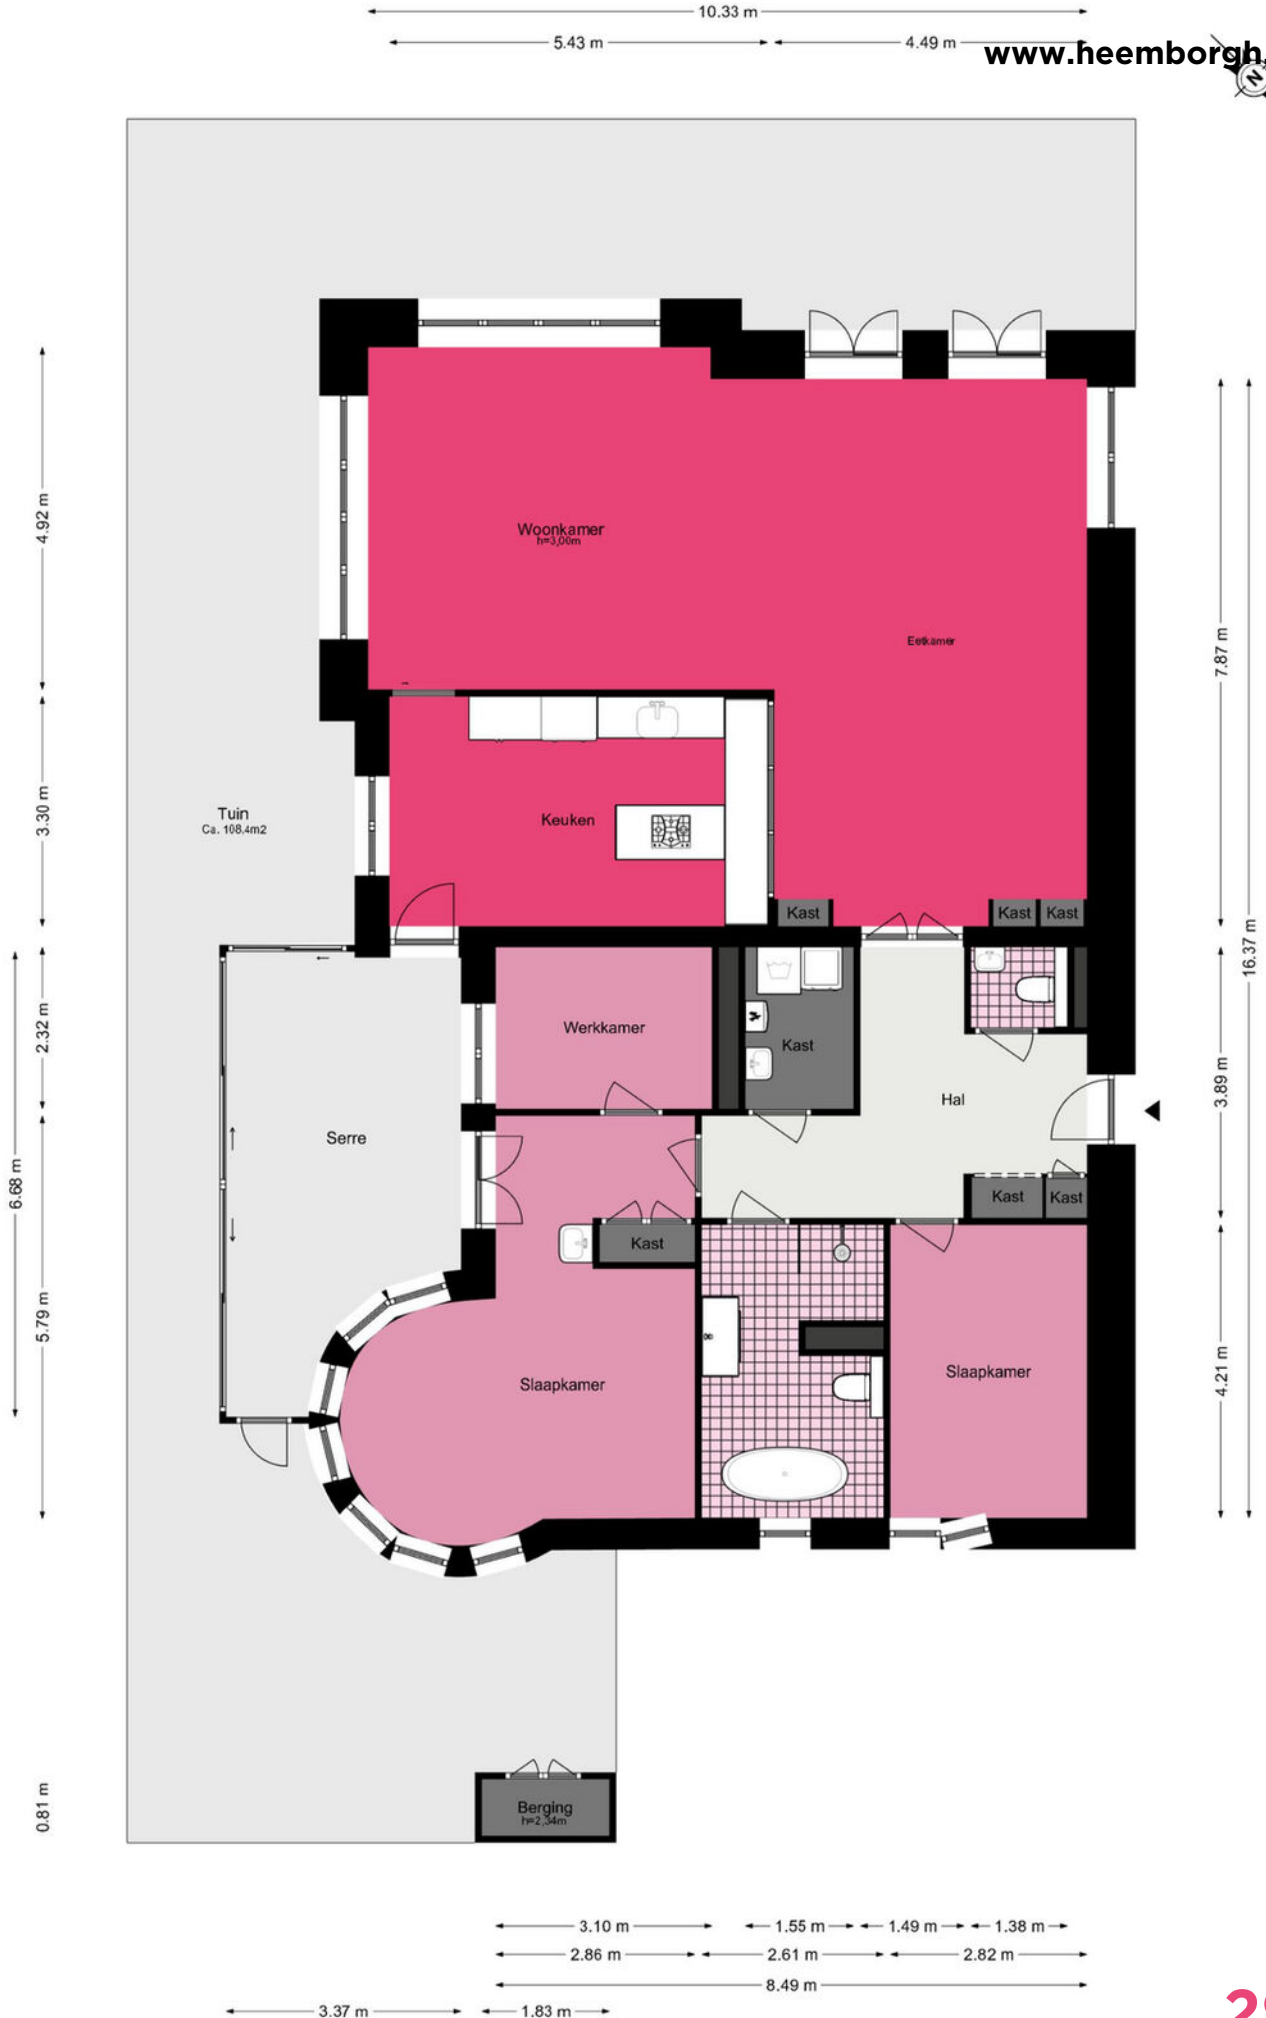 10.33 m
5.43 m
4.49 m
www.heemborgh.
N
4.92 m
Woonkamer
h=3,00m
Eetkamer
7.87 m
3.30 m
Tuin
Ca. 108,4m2
Keuken
Kast
Kast
Kast
16.37 m
2.32 m
Werkkamer
Kast
Hal
3.89 m
Serre
6.68 m
Kast
Kast
Kast
5.79 m
Slaapkamer
Slaapkamer
4.21 m
0.81 m
Berging
h=2,34m
3.10 m
1.55 m
1.49 m
1.38 m
2.86 m
2.61 m
2.82 m
8.49 m
3.37 m
1.83 m